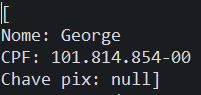 [
Nome: George
CPF: 101.814.854-00
Chave pix: null]